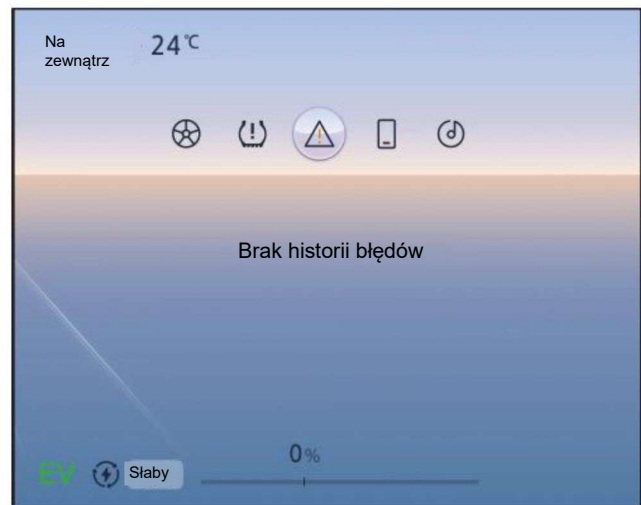 Na
zewnątrz
24℃
Brak historii błędów
0%
EV
Słaby